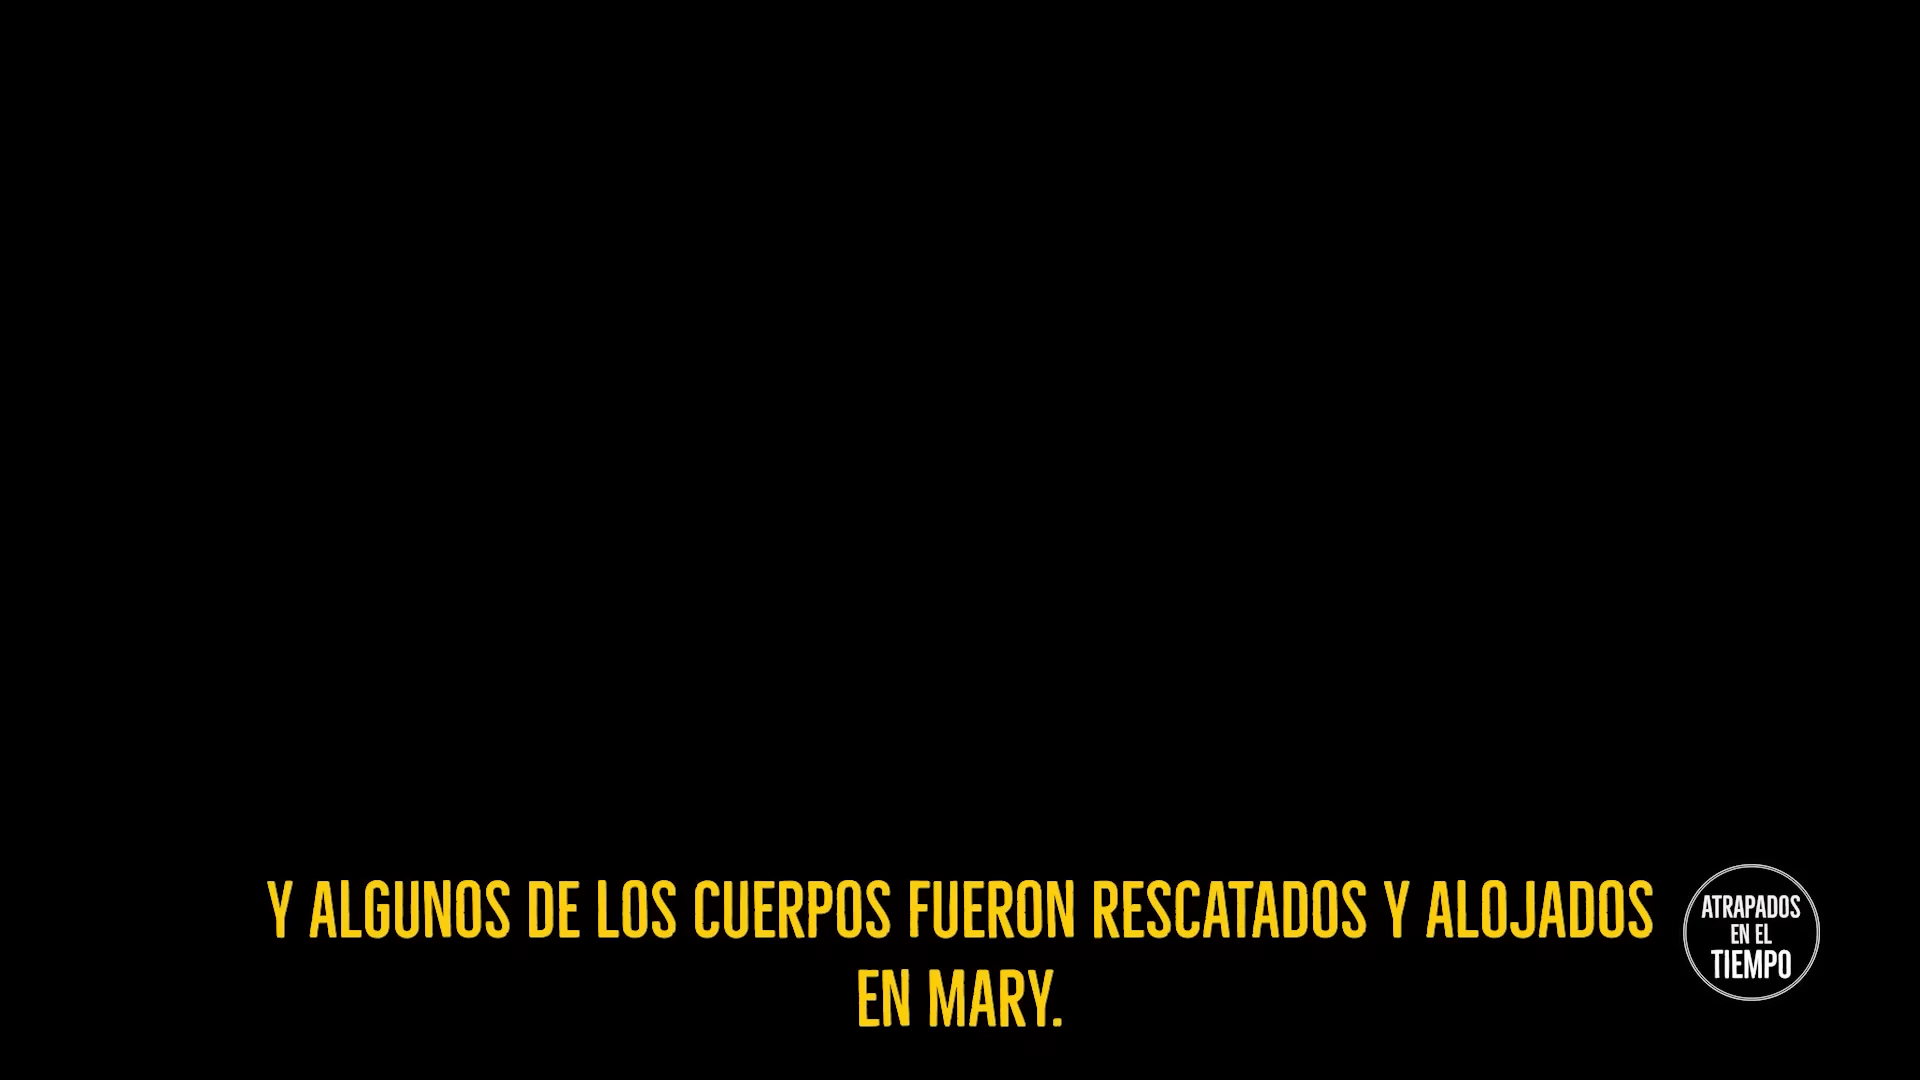 Y ALGUNOS DE LOS CUERPOS FUERON RESCATADOS Y ALOJADOS
EN MARY.
ATRAPADOS
EN EL
TIEMPO